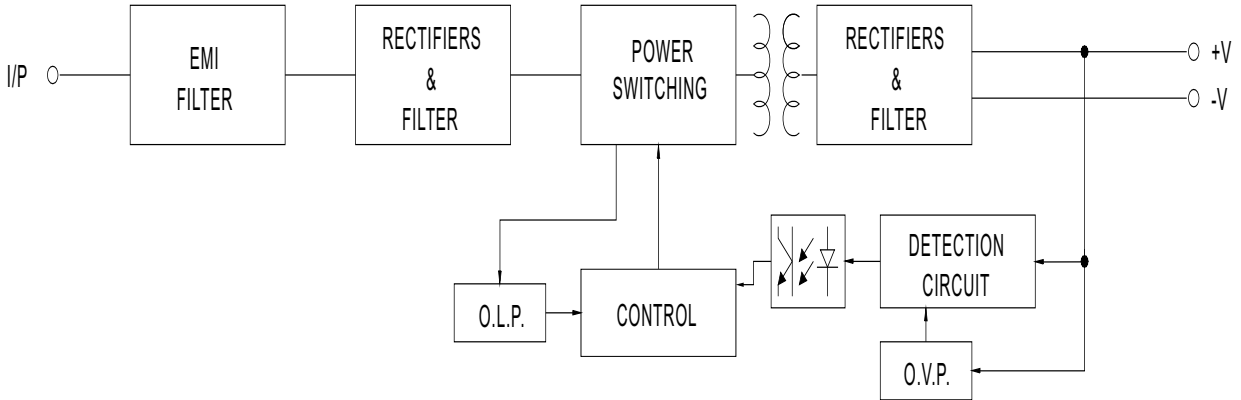 I/P
EMI
FILTER
RECTIFIERS
&
FILTER
POWER
SWITCHING
RECTIFIERS
&
FILTER
+V
-V
O.L.P.
CONTROL
DETECTION
CIRCUIT
O.V.P.